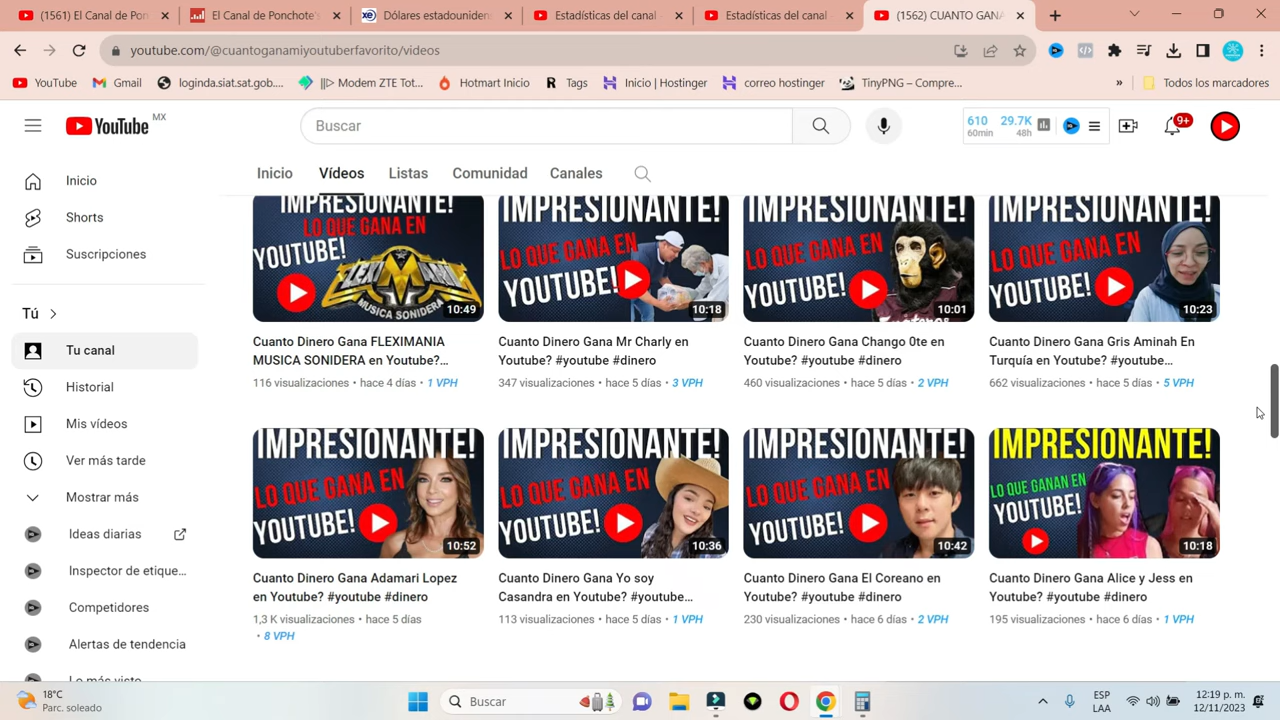 (1561) El Canal de Pon
El Canal de Ponchote's
Dólares estadouniden
Estadísticas del canal -
Estadísticas del canal -
(1562) CUANTO GANA
youtube.com/@cuantoganamiyoutuberfavorito/videos
YouTube
Gmail
loginda.siat.sat.gob....
||▷ Modem ZTE Tot...
Hotmart Inicio
R Tags
Inicio | Hostinger
correo hostinger
TinyPNG – Compre...
»
Todos los marcadores
YouTube MX
Buscar
610 29.7K
60min 48h
9+
Inicio Vídeos Listas Comunidad Canales
Inicio
Shorts
Suscripciones
Tú
Tu canal
Historial
Mis vídeos
Ver más tarde
Mostrar más
Ideas diarias
Inspector de etique...
Competidores
Alertas de tendencia
Lo más visto
IMPRESIONANTE!
LO QUE GANA EN
YOUTUBE!
FLEXIMANIA
MUSICA SONIDERA
10:49
Cuanto Dinero Gana FLEXIMANIA
MUSICA SONIDERA en Youtube?...
116 visualizaciones • hace 4 días • 1 VPH
IMPRESIONANTE!
LO QUE GANA EN
YOUTUBE!
10:18
Cuanto Dinero Gana Mr Charly en
Youtube? #youtube #dinero
347 visualizaciones • hace 5 días • 3 VPH
IMPRESIONANTE!
LO QUE GANA EN
YOUTUBE!
10:01
Cuanto Dinero Gana Chango 0te en
Youtube? #youtube #dinero
460 visualizaciones • hace 5 días • 2 VPH
IMPRESIONANTE!
LO QUE GANA EN
YOUTUBE!
10:23
Cuanto Dinero Gana Gris Aminah En
Turquía en Youtube? #youtube...
662 visualizaciones • hace 5 días • 5 VPH
IMPRESIONANTE!
LO QUE GANA EN
YOUTUBE!
10:52
Cuanto Dinero Gana Adamari Lopez
en Youtube? #youtube #dinero
1,3 K visualizaciones • hace 5 días
• 8 VPH
IMPRESIONANTE!
LO QUE GANA EN
YOUTUBE!
10:36
Cuanto Dinero Gana Yo soy
Casandra en Youtube? #youtube...
113 visualizaciones • hace 5 días • 1 VPH
IMPRESIONANTE!
LO QUE GANA EN
YOUTUBE!
10:42
Cuanto Dinero Gana El Coreano en
Youtube? #youtube #dinero
230 visualizaciones • hace 6 días • 2 VPH
IMPRESIONANTE!
LO QUE GANAN EN
YOUTUBE!
10:18
Cuanto Dinero Gana Alice y Jess en
Youtube? #youtube #dinero
195 visualizaciones • hace 6 días • 1 VPH
18°C
Parc. soleado
Buscar
ESP
LAA
12:19 p. m.
12/11/2023